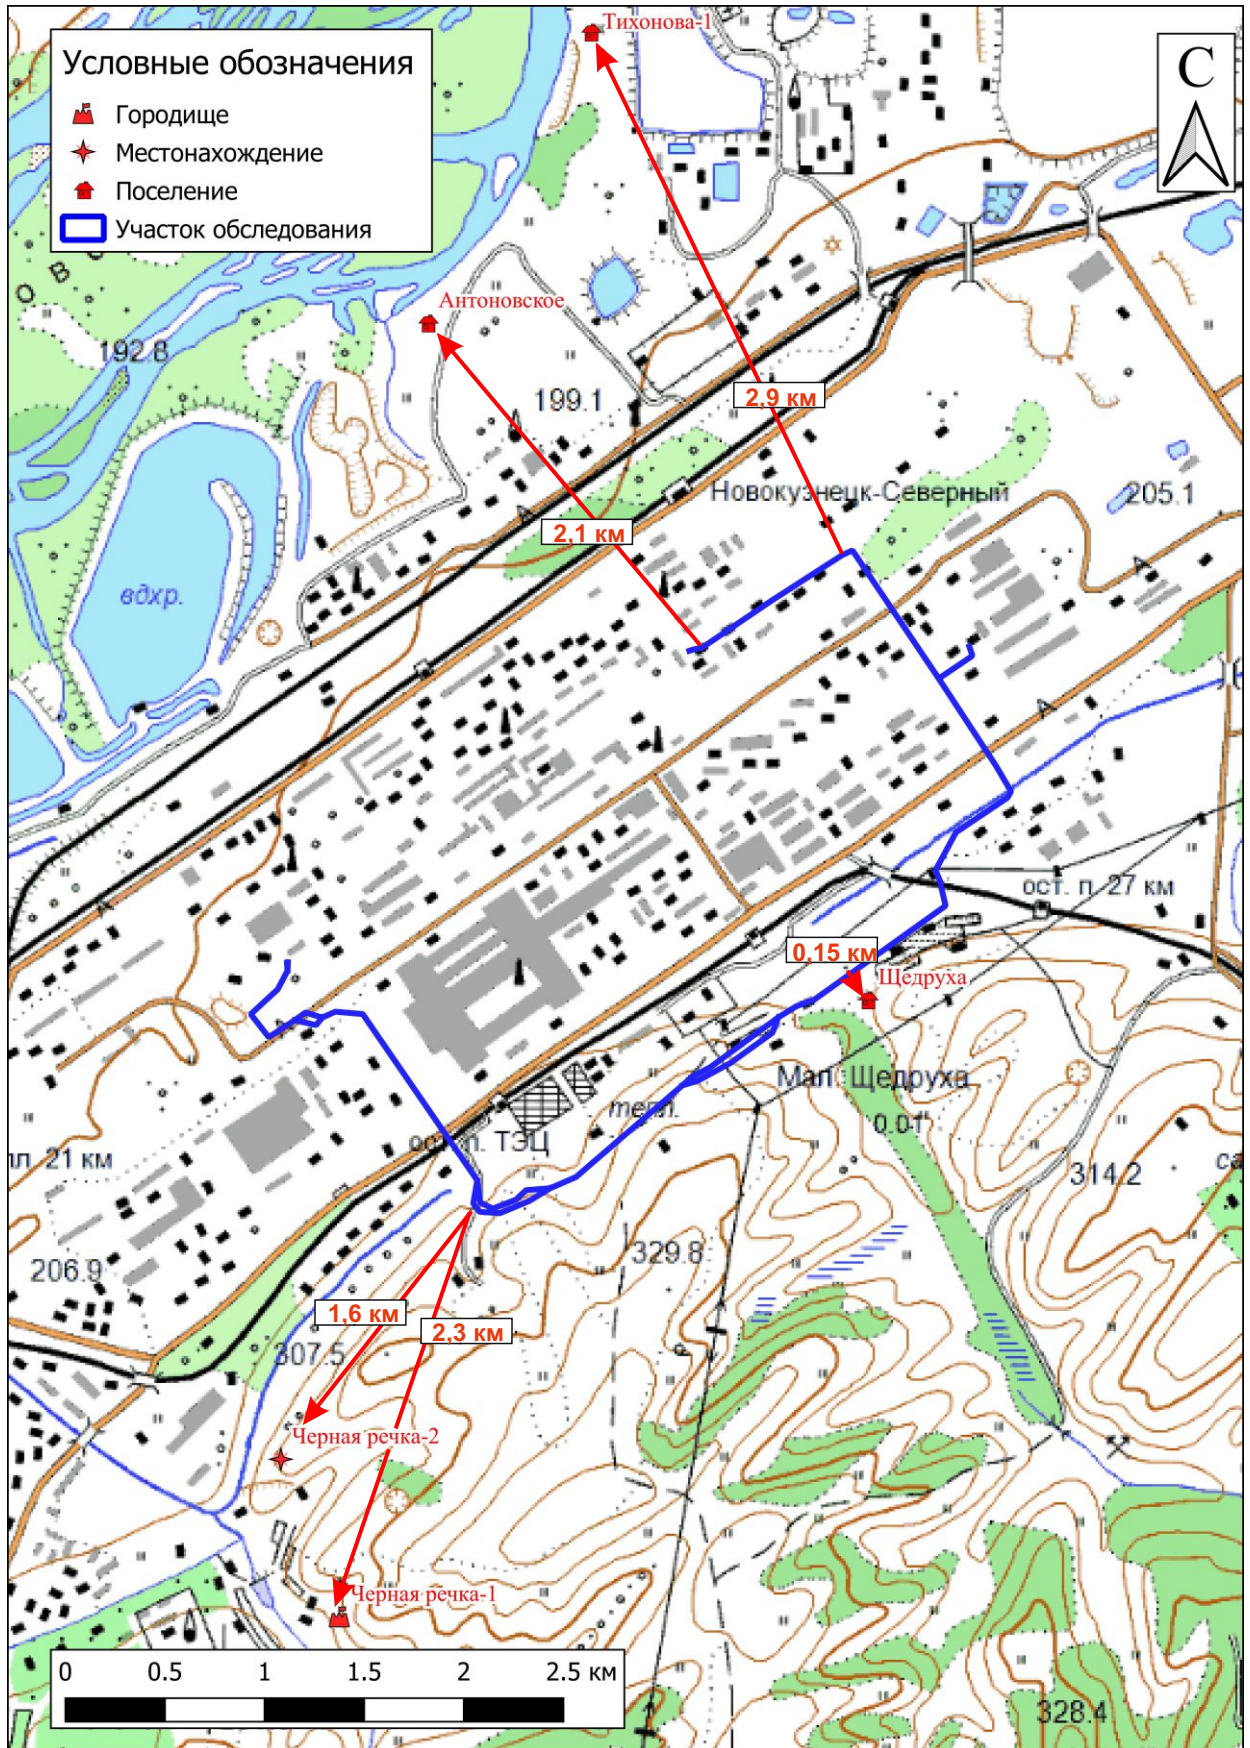 Тихонова-1
Условные обозначения
С
Городище
Местонахождение
Поселение
Участок обследования
О В
Антоновское
192.8
199.1
2,9 км
Новокузнецк-Северный
205.1
2,1 км
вдхр.
ост. п. 27 км
0,15 км
Щедруха
Мал. Щедруха
0.01
тепл.
ост. п. ТЭЦ
пл. 21 км
314.2
са
329.8
206.9
1,6 км
2,3 км
307.5
Черная речка-2
Черная речка-1
0 0.5 1 1.5 2 2.5 км
328.4